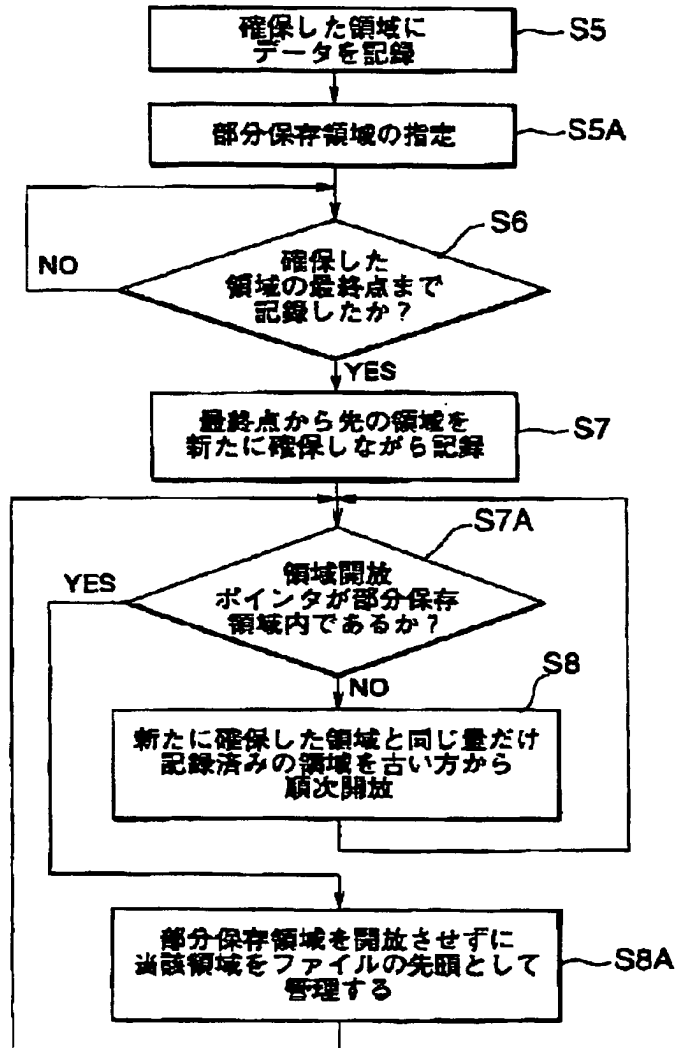 確保した領域に
データを記録
S5
部分保存領域の指定
S5A
S6
NO
確保した
領域の最終点まで
記録したか？
YES
最終点から先の領域を
新たに確保しながら記録
S7
S7A
YES
領域開放
ポインタが部分保存
領域内であるか？
NO
S8
新たに確保した領域と同じ量だけ
記録済みの領域を古い方から
順次開放
部分保存領域を開放させずに
当該領域をファイルの先頭として
管理する
S8A